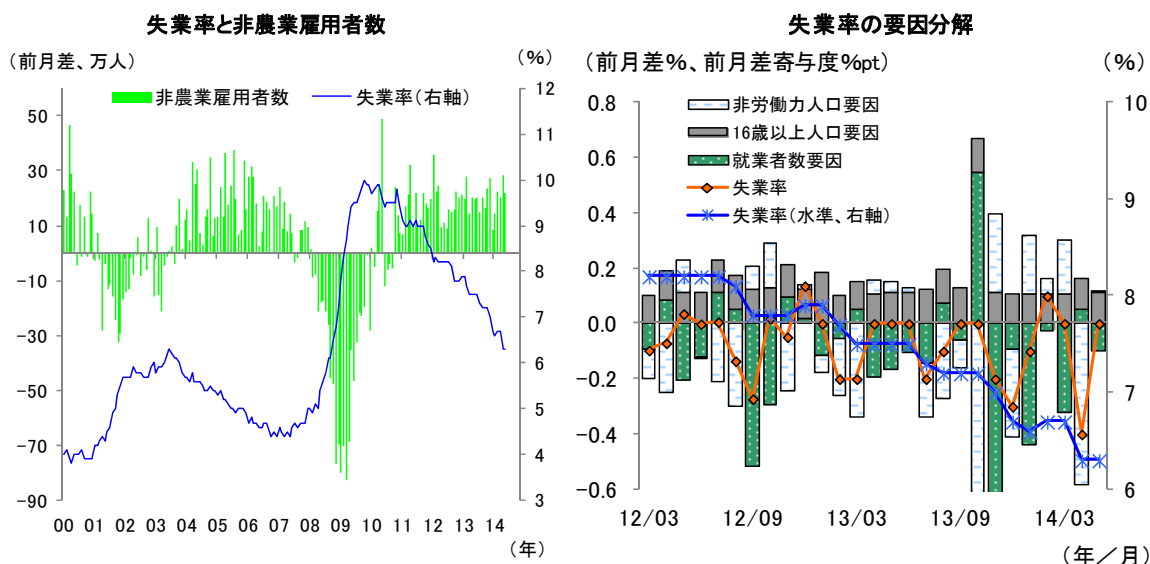 失業率と非農業雇用者数
(前月差、万人)
(%)
非農業雇用者数
失業率(右軸)
50
30
10
-10
-30
-50
-70
-90
12
11
10
9
8
7
6
5
4
3
00 01 02 03 04 05 06 07 08 09 10 11 12 13 14
(年)
失業率の要因分解
(前月差%、前月差寄与度%pt)
(%)
非労働力人口要因
16歳以上人口要因
就業者数要因
失業率
失業率(水準、右軸)
0.8
0.6
0.4
0.2
0.0
-0.2
-0.4
-0.6
10
9
8
7
6
12/03 12/09 13/03 13/09 14/03
(年/月)